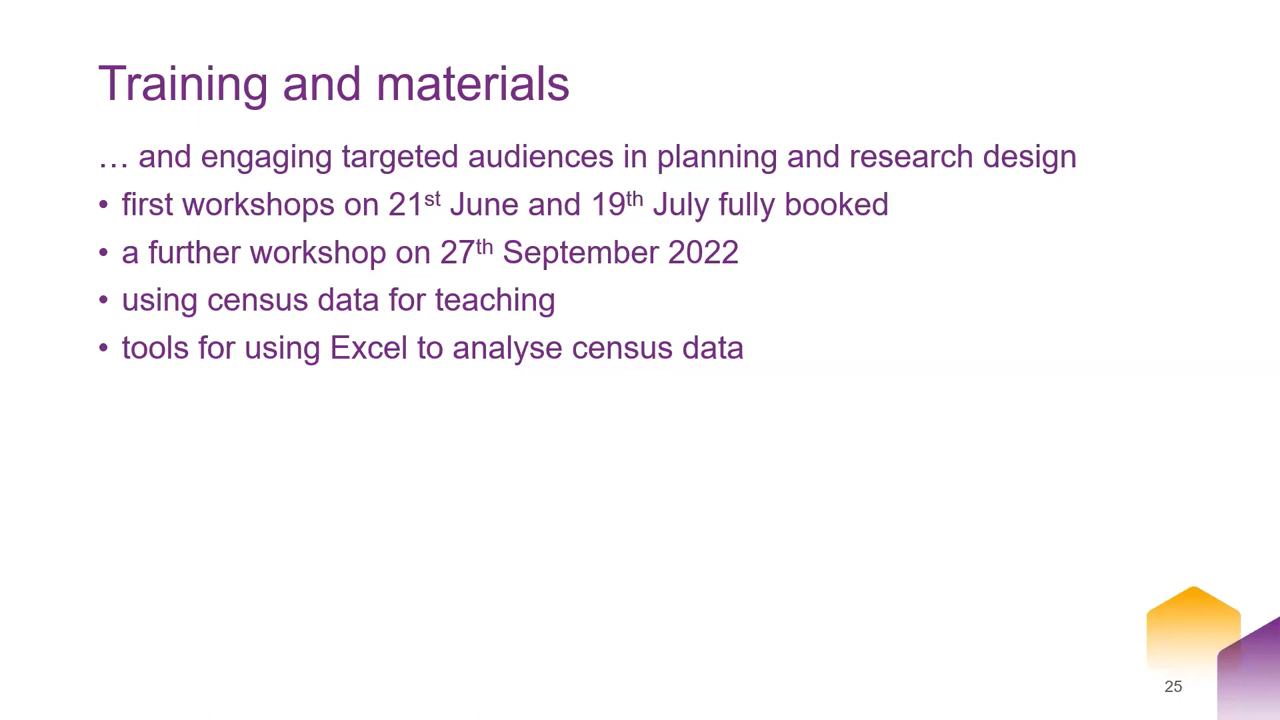 Training and materials
… and engaging targeted audiences in planning and research design
• first workshops on 21st June and 19th July fully booked
• a further workshop on 27th September 2022
• using census data for teaching
• tools for using Excel to analyse census data
25